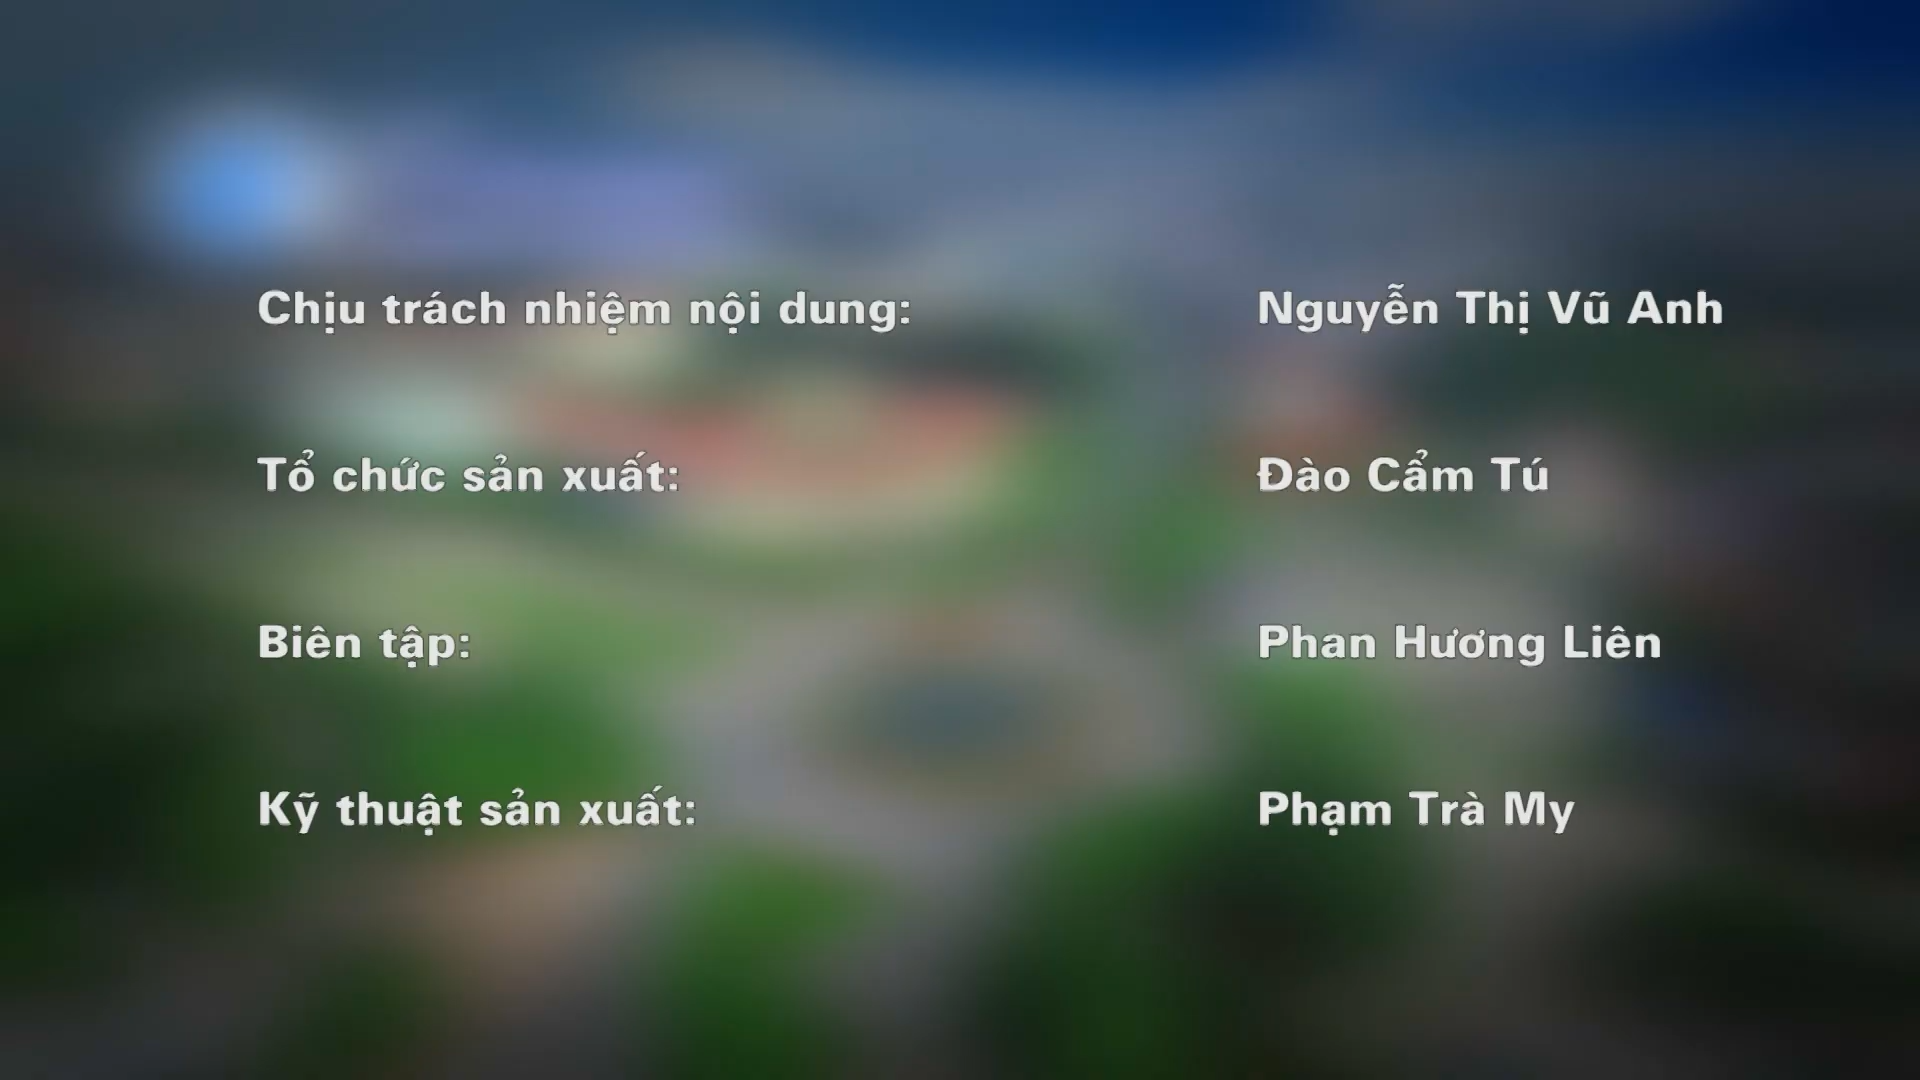 Chịu trách nhiệm nội dung: Nguyễn Thị Vũ Anh
Tổ chức sản xuất: Đào Cẩm Tú
Biên tập: Phan Hương Liên
Kỹ thuật sản xuất: Phạm Trà My